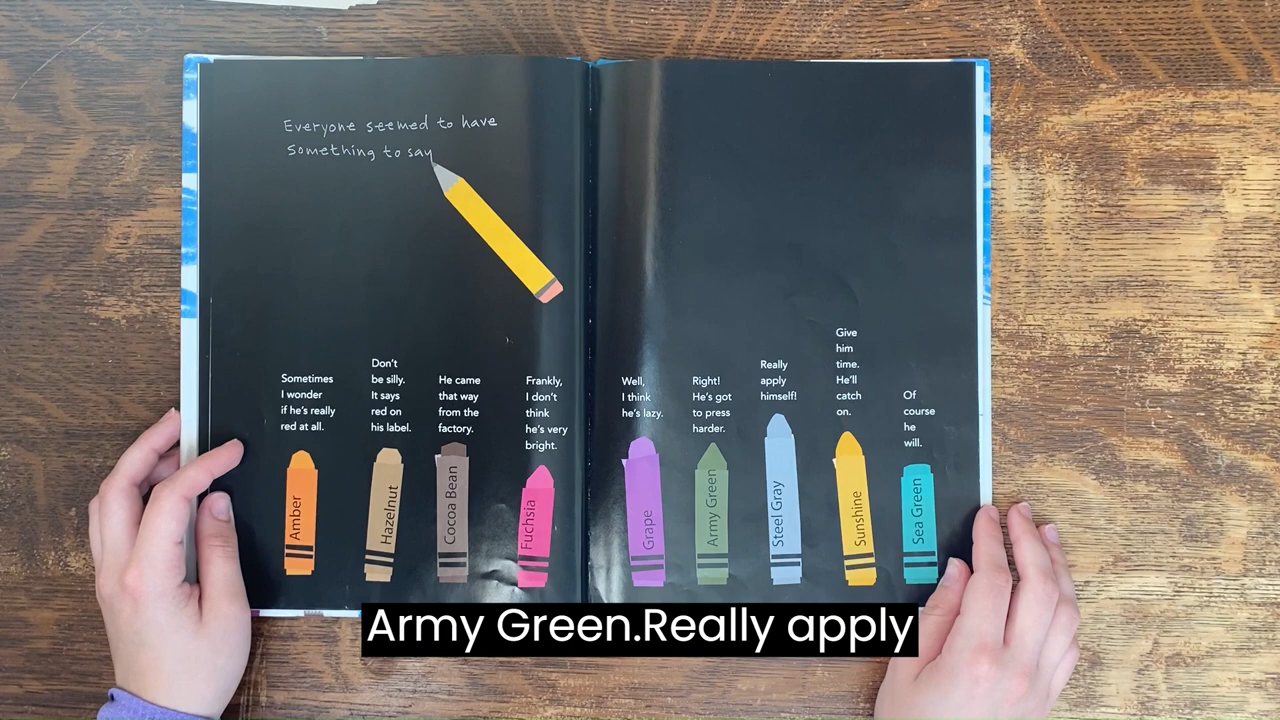 Everyone seemed to have
something to say
Sometimes
I wonder
if he's really
red at all.
Don't
be silly.
It says
red on
his label.
He came
that way
from the
factory.
Frankly,
I don't
think
he's very
bright.
Well,
I think
he's lazy.
Right!
He's got
to press
harder.
Really
apply
himself!
Give
him
time.
He'll
catch
on.
Of
course
he
will.
Amber
Hazelnut
Cocoa Bean
Fuchsia
Grape
Army Green
Steel Gray
Sunshine
Sea Green
Army Green.Really apply